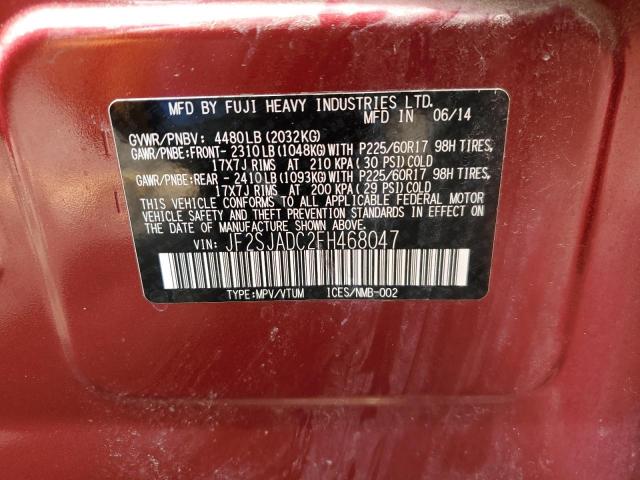 MFD BY FUJI HEAVY INDUSTRIES LTD.
MFD IN 06/14
GVWR/PNBV: 4480LB(2032KG)
GAWR/PNBE:FRONT- 2310LB(1048KG)WITH P225/60R17 98H TIRES,
17X7J RIMS AT 210 KPA(30 PSI)COLD
GAWR/PNBE:REAR - 2410LB(1093KG)WITH P225/60R17 98H TIRES,
17X7J RIMS AT 200 KPA(29 PSI)COLD
THIS VEHICLE CONFORMS TO ALL APPLICABLE FEDERAL MOTOR
VEHICLE SAFETY AND THEFT PREVENTION STANDARDS IN EFFECT ON
THE DATE OF MANUFACTURE SHOWN ABOVE.
VIN: JF2SJADC2FH468047
TYPE:MPV/VTUM ICES/NMB-002